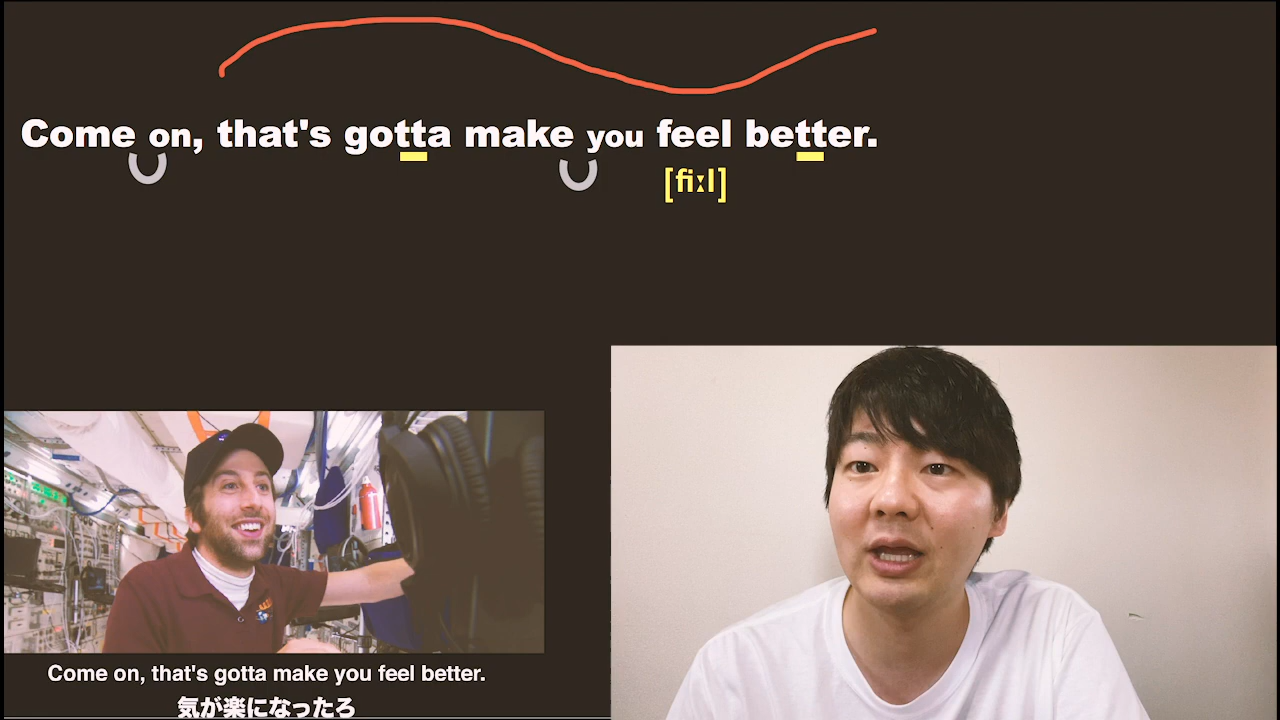 Come on, that's gotta make you feel better.
[fiːl]
Come on, that's gotta make you feel better.
気が楽になったろ